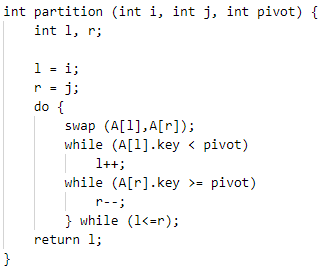 int partition (int i, int j, int pivot) {
    int l, r;

    l = i;
    r = j;
    do {
        swap (A[l],A[r]);
        while (A[l].key < pivot)
            l++;
        while (A[r].key >= pivot)
            r--;
        } while (l<=r);
    return l;
}